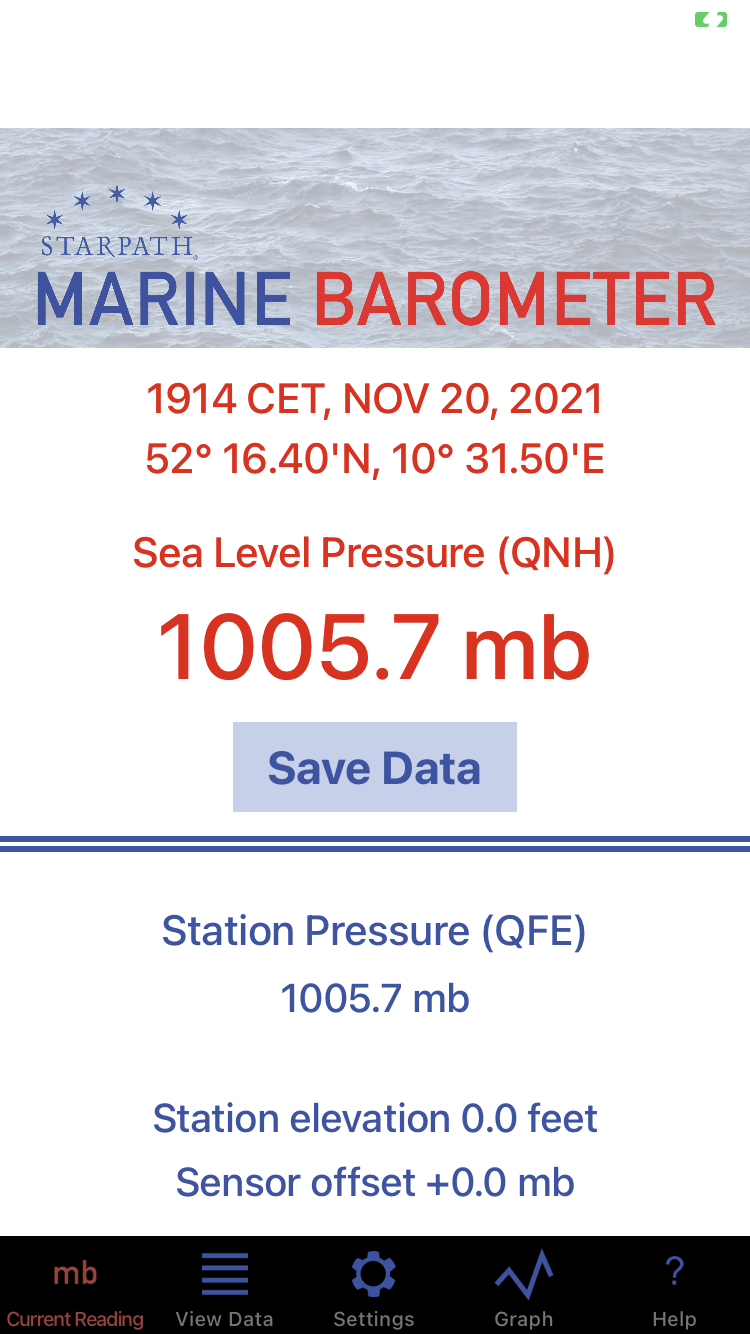 STARPATH®
MARINE BAROMETER
1914 CET, NOV 20, 2021
52° 16.40'N, 10° 31.50'E
Sea Level Pressure (QNH)
1005.7 mb
Save Data
Station Pressure (QFE)
1005.7 mb
Station elevation 0.0 feet
Sensor offset +0.0 mb
mb ?
Current Reading View Data Settings Graph Help